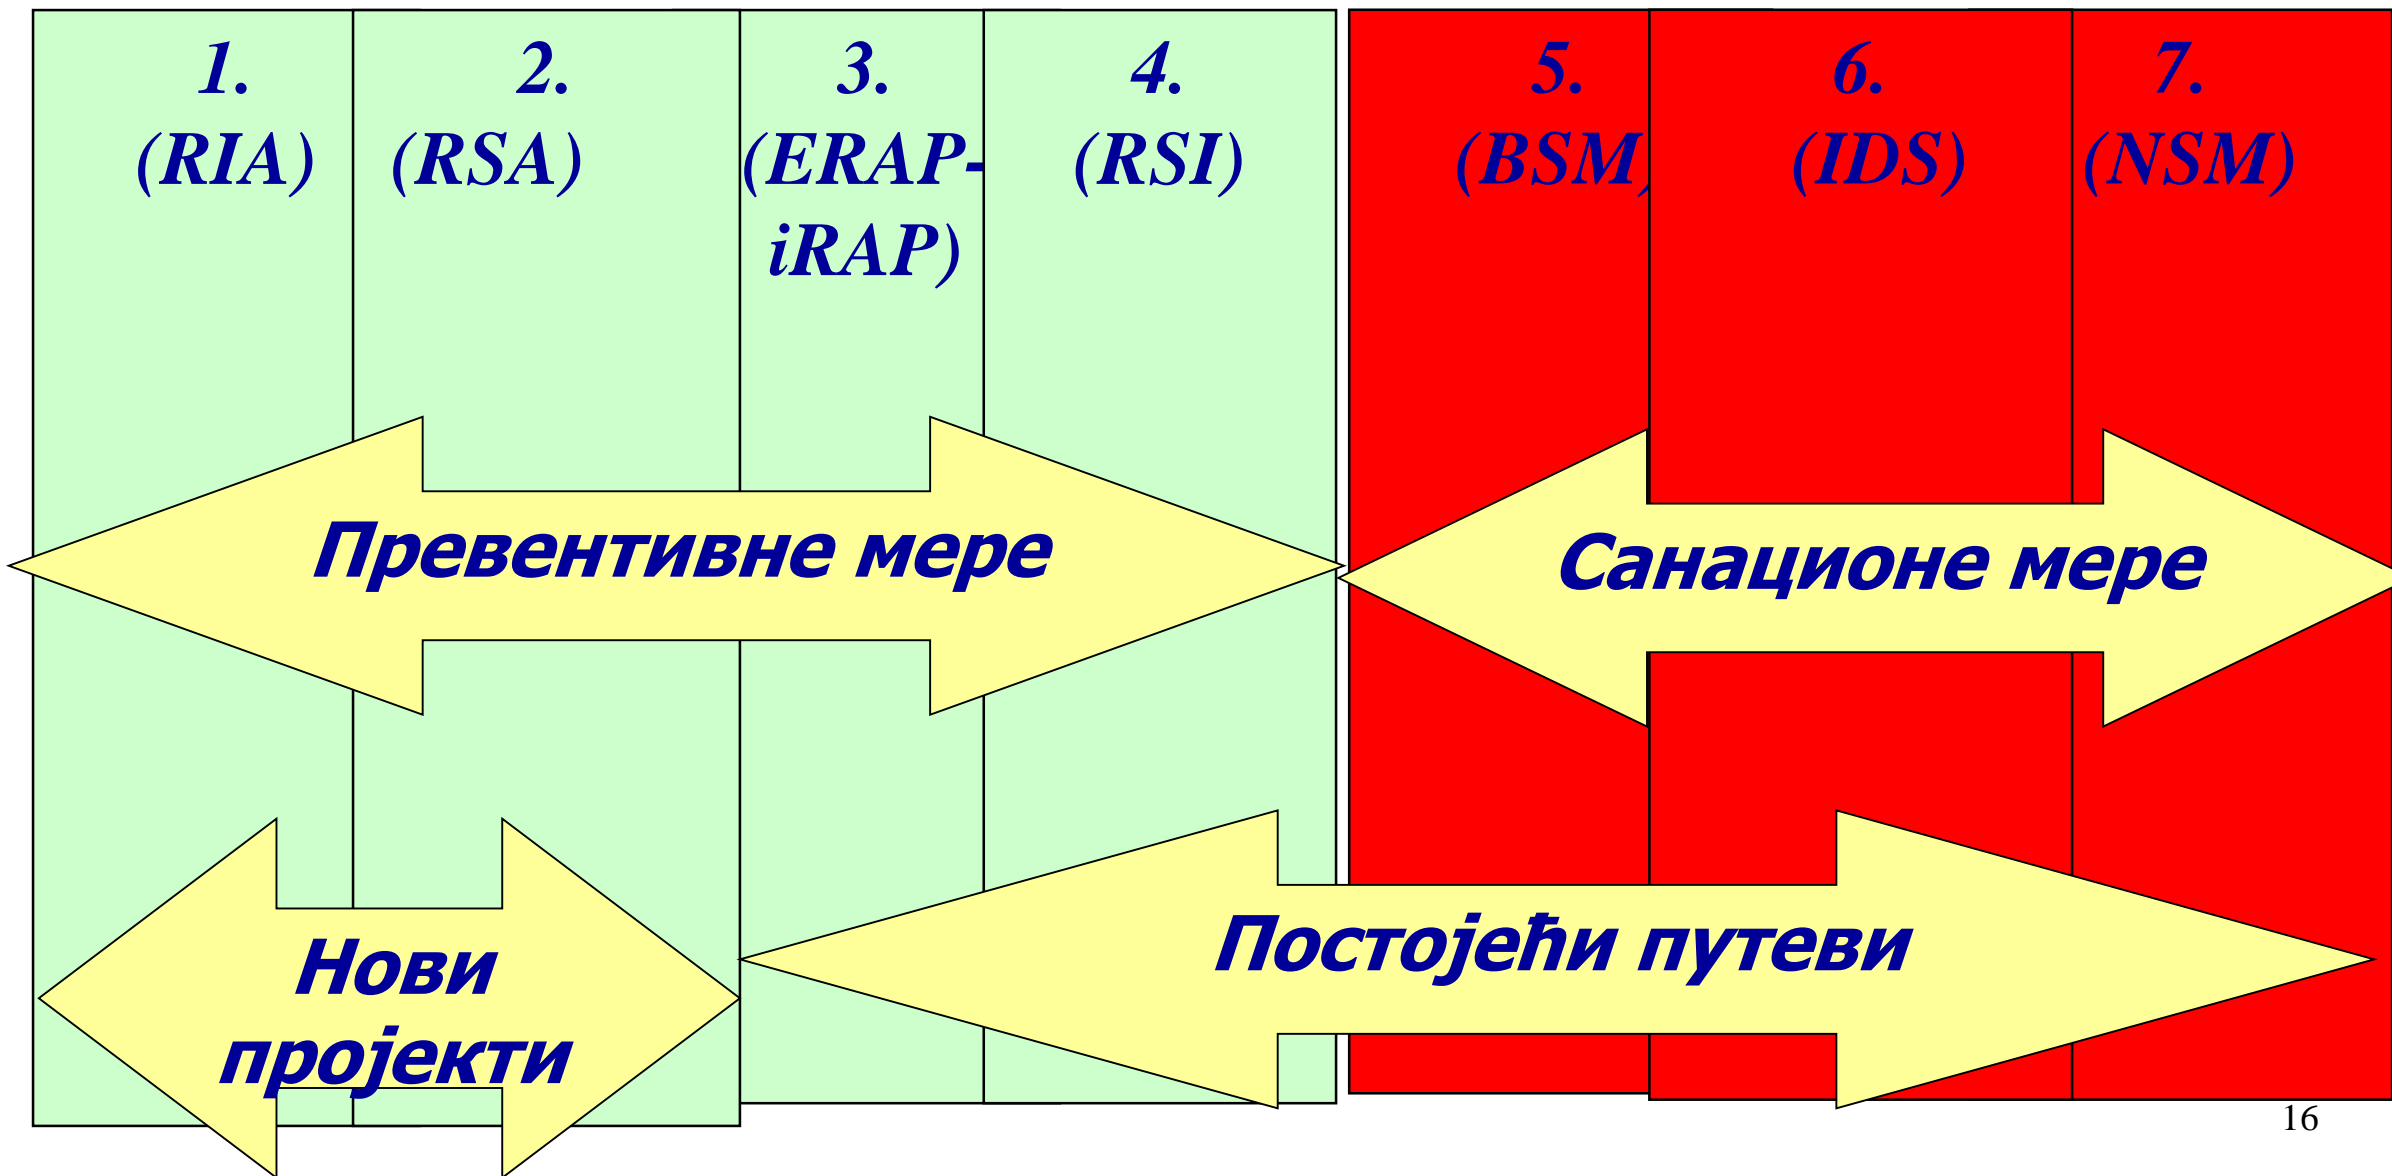 1.
(RIA)
2.
(RSA)
3.
(ERAP-
iRAP)
4.
(RSI)
5.
(BSM)
6.
(IDS)
7.
(NSM)
Превентивне мере
Санационе мере
Нови
пројекти
Постојећи путеви
16